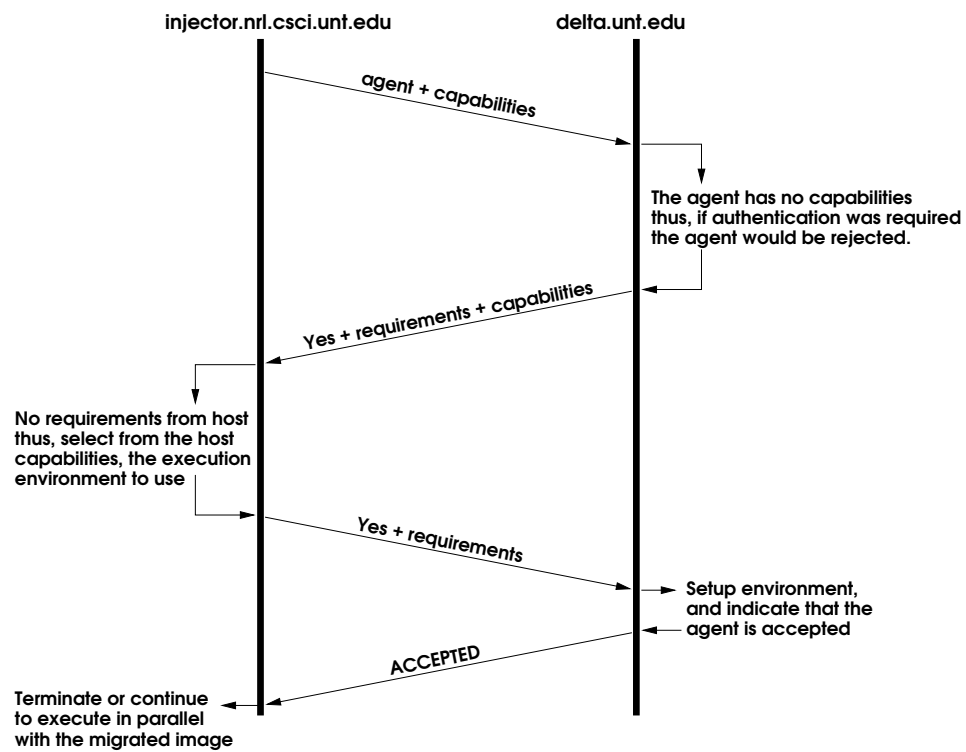 injector.nrl.csci.unt.edu
delta.unt.edu
agent + capabilities
The agent has no capabilities
thus, if authentication was required
the agent would be rejected.
Yes + requirements + capabilities
No requirements from host
thus, select from the host
capabilities, the execution
environment to use
Yes + requirements
Setup environment,
and indicate that the
agent is accepted
ACCEPTED
Terminate or continue
to execute in parallel
with the migrated image